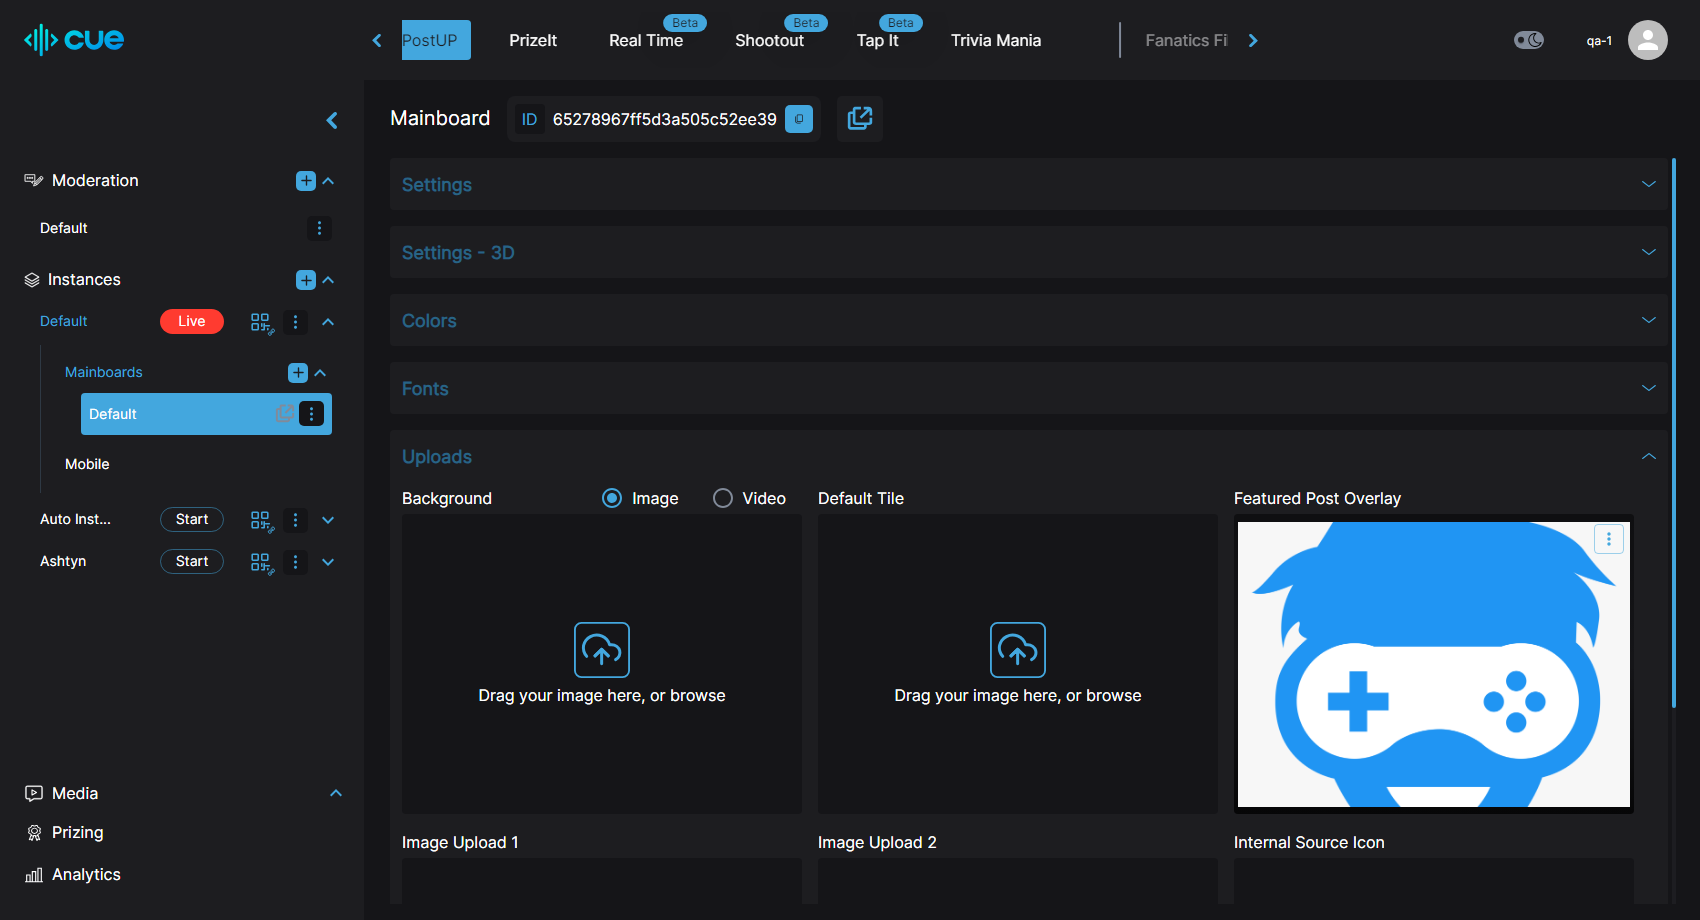 cue
PostUP
PrizeIt
Real Time
Beta
Shootout
Beta
Tap It
Beta
Trivia Mania
Fanatics Fi
qa-1
Moderation
Default
Instances
Default
Live
Mainboards
Default
Mobile
Auto Inst...
Start
Ashtyn
Start
Media
Prizing
Analytics
Mainboard
ID 65278967ff5d3a505c52ee39
Settings
Settings - 3D
Colors
Fonts
Uploads
Background
Image
Video
Default Tile
Featured Post Overlay
Drag your image here, or browse
Drag your image here, or browse
Image Upload 1
Image Upload 2
Internal Source Icon